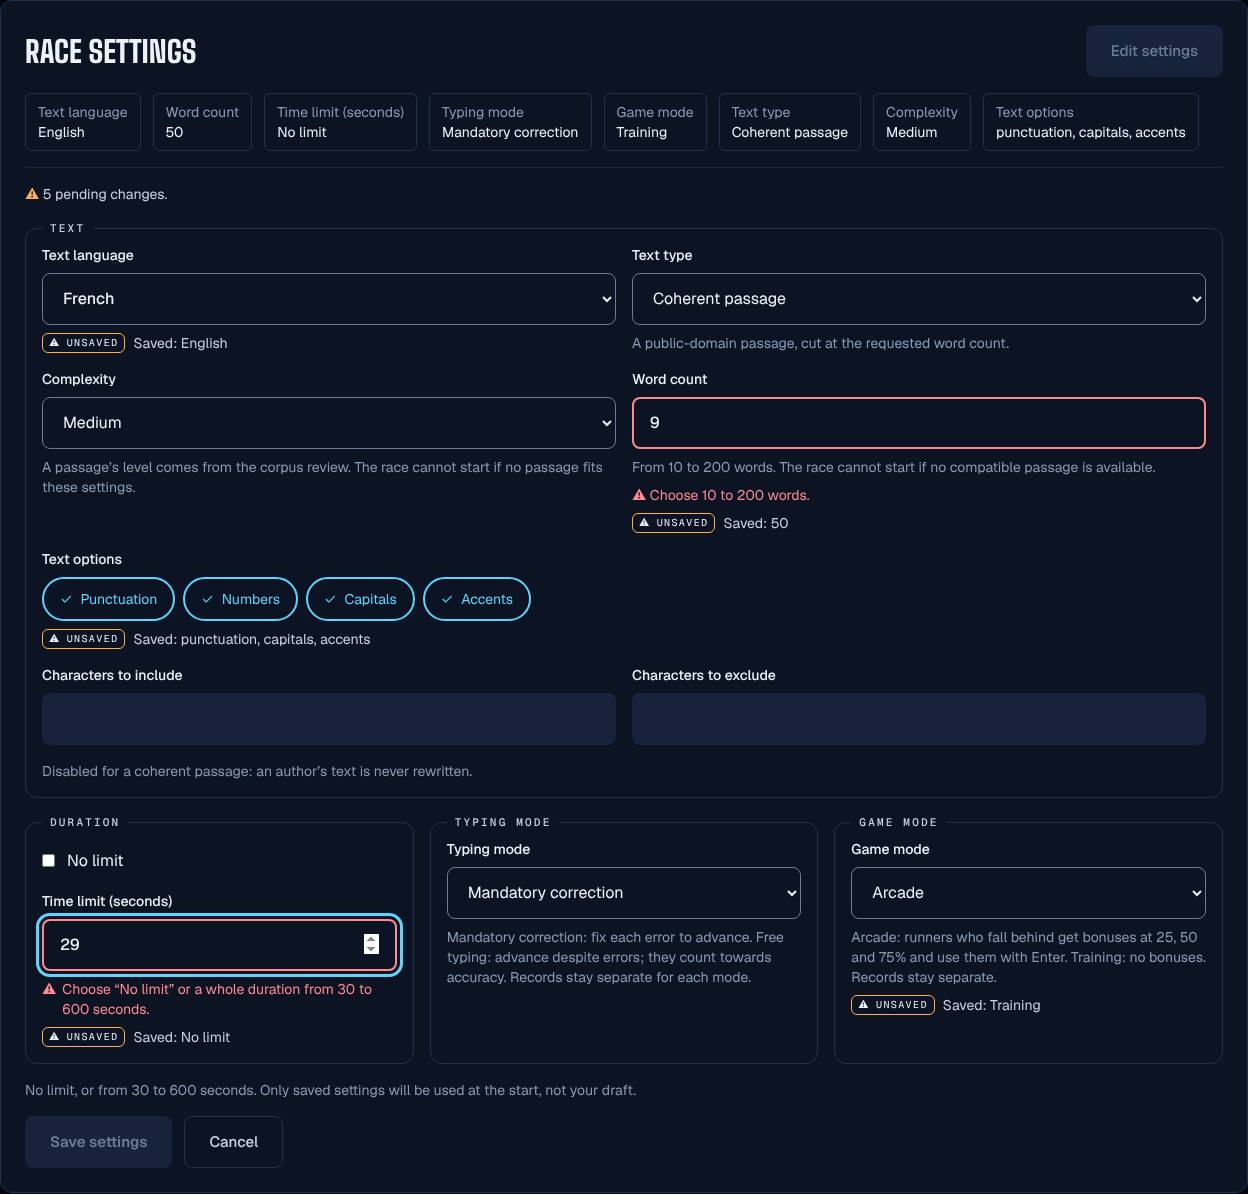 RACE SETTINGS
Edit settings
Text language
English
Word count
50
Time limit (seconds)
No limit
Typing mode
Mandatory correction
Game mode
Training
Text type
Coherent passage
Complexity
Medium
Text options
punctuation, capitals, accents
5 pending changes.
TEXT
Text language
French
UNSAVED Saved: English
Text type
Coherent passage
A public-domain passage, cut at the requested word count.
Complexity
Medium
A passage’s level comes from the corpus review. The race cannot start if no passage fits
these settings.
Word count
9
From 10 to 200 words. The race cannot start if no compatible passage is available.
Choose 10 to 200 words.
UNSAVED Saved: 50
Text options
Punctuation Numbers Capitals Accents
UNSAVED Saved: punctuation, capitals, accents
Characters to include
Characters to exclude
Disabled for a coherent passage: an author’s text is never rewritten.
DURATION
No limit
Time limit (seconds)
29
Choose “No limit” or a whole duration from 30 to
600 seconds.
UNSAVED Saved: No limit
TYPING MODE
Typing mode
Mandatory correction
Mandatory correction: fix each error to advance. Free
typing: advance despite errors; they count towards
accuracy. Records stay separate for each mode.
GAME MODE
Game mode
Arcade
Arcade: runners who fall behind get bonuses at 25, 50
and 75% and use them with Enter. Training: no bonuses.
Records stay separate.
UNSAVED Saved: Training
No limit, or from 30 to 600 seconds. Only saved settings will be used at the start, not your draft.
Save settings
Cancel